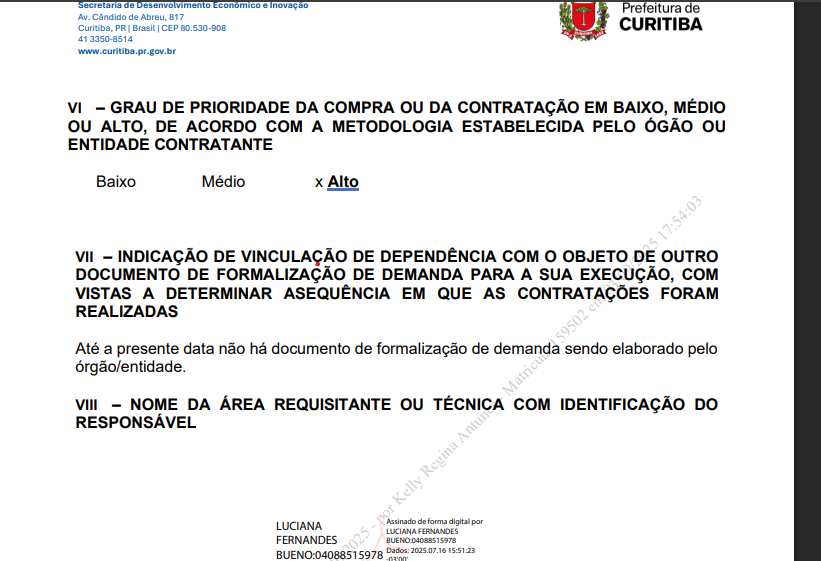 Secretaria de Desenvolvimento Econômico e Inovação
Av. Cândido de Abreu, 817
Curitiba, PR | Brasil | CEP 80.530-908
41 3350-8514
www.curitiba.pr.gov.br
Prefeitura de
CURITIBA
VI – GRAU DE PRIORIDADE DA COMPRA OU DA CONTRATAÇÃO EM BAIXO, MÉDIO
OU ALTO, DE ACORDO COM A METODOLOGIA ESTABELECIDA PELO ÓGÃO OU
ENTIDADE CONTRATANTE
Baixo Médio x Alto
VII – INDICAÇÃO DE VINCULAÇÃO DE DEPENDÊNCIA COM O OBJETO DE OUTRO
DOCUMENTO DE FORMALIZAÇÃO DE DEMANDA PARA A SUA EXECUÇÃO, COM
VISTAS A DETERMINAR ASEQUÊNCIA EM QUE AS CONTRATAÇÕES FORAM
REALIZADAS
Até a presente data não há documento de formalização de demanda sendo elaborado pelo
órgão/entidade.
VIII – NOME DA ÁREA REQUISITANTE OU TÉCNICA COM IDENTIFICAÇÃO DO
RESPONSÁVEL
2025 - por Kelly Regina Antunes Matrícula 159502 em 25 17:54:03
LUCIANA
FERNANDES
BUENO:04088515978
Assinado de forma digital por
LUCIANA FERNANDES
BUENO:04088515978
Dados: 2025.07.16 15:51:23
-03'00'